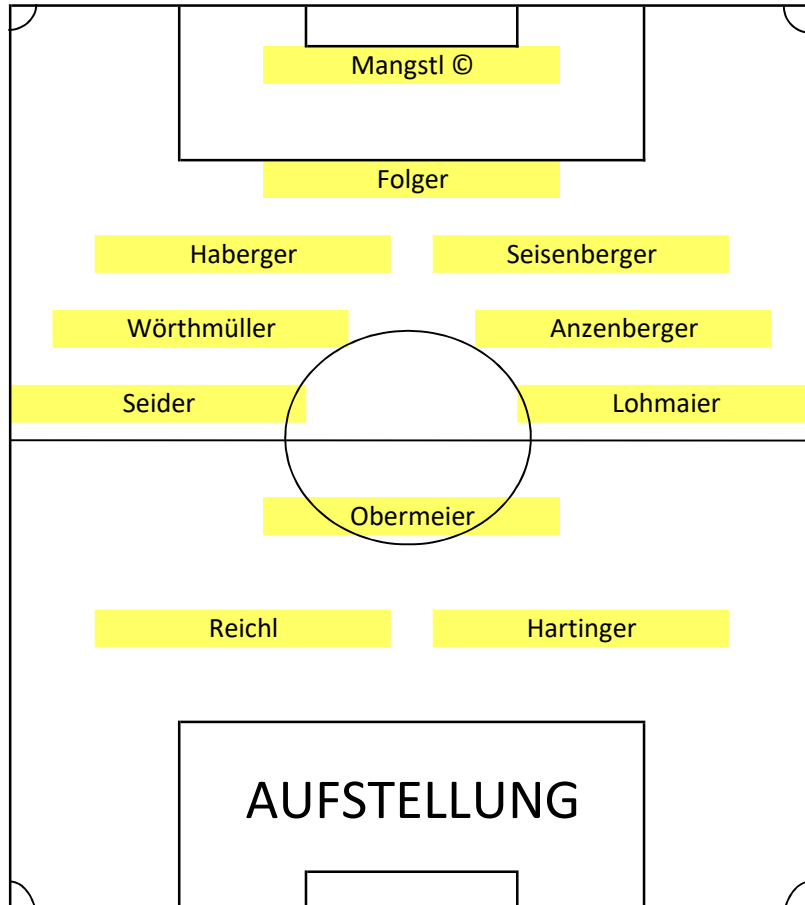 Mangstl ©
Folger
Haberger Seisenberger
Wörthmüller Anzenberger
Seider Lohmaier
Obermeier
Reichl Hartinger
AUFSTELLUNG